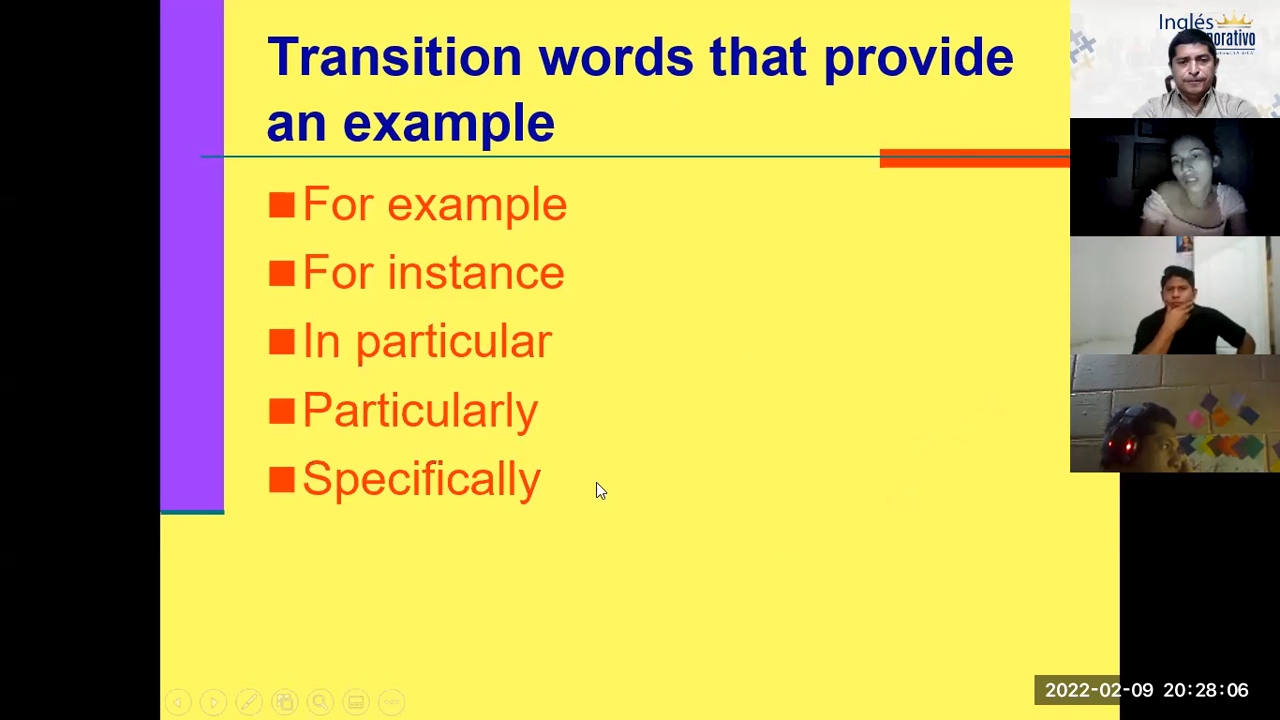 Transition words that provide
an example
For example
For instance
In particular
Particularly
Specifically
Inglés
2022-02-09 20:28:06